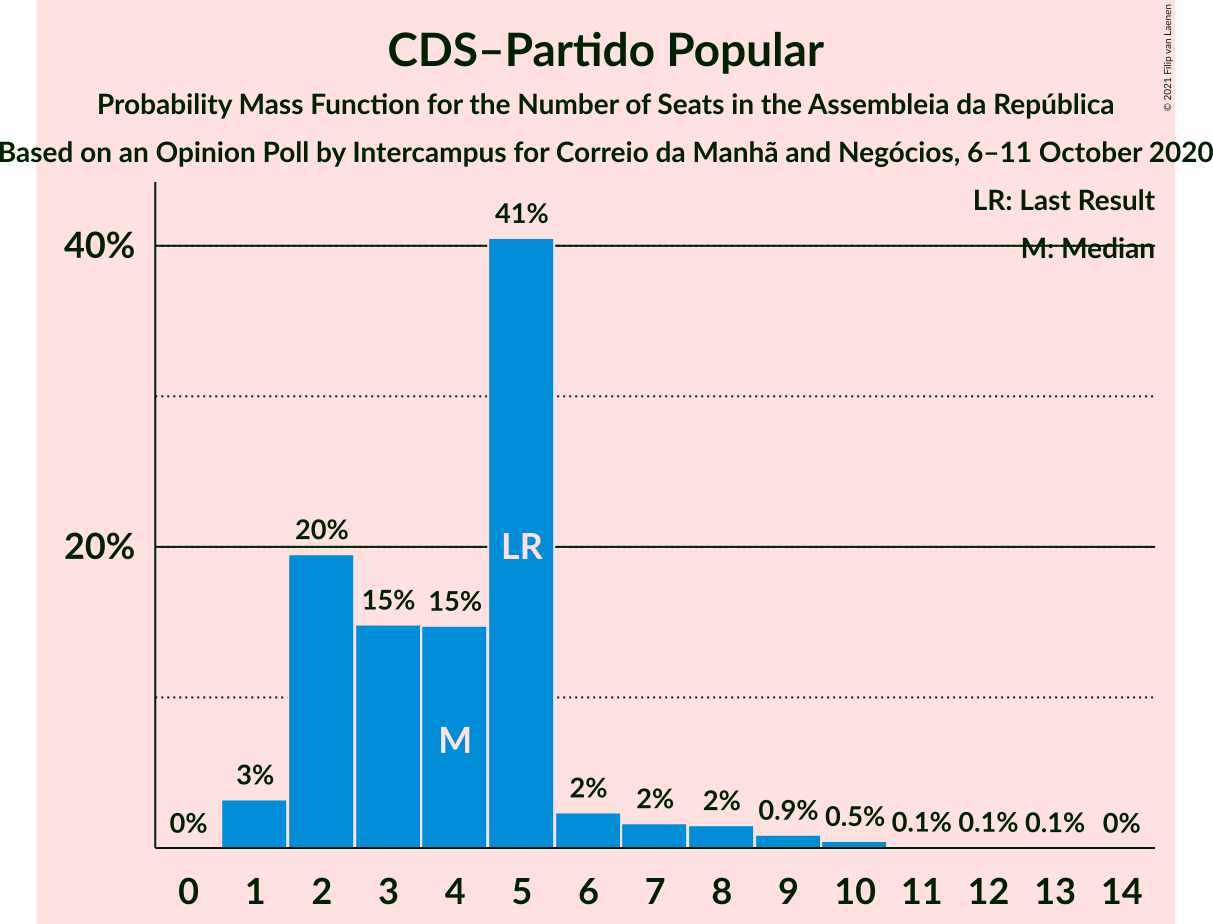 CDS–Partido Popular
Probability Mass Function for the Number of Seats in the Assembleia da República
Based on an Opinion Poll by Intercampus for Correio da Manhã and Negócios, 6–11 October 2020
© 2021 Filip van Laenen
LR: Last Result
M: Median
40%
20%
0%
3%
20%
15%
15%
41%
2%
2%
2%
0.9%
0.5%
0.1%
0.1%
0.1%
0%
LR
M
0 1 2 3 4 5 6 7 8 9 10 11 12 13 14